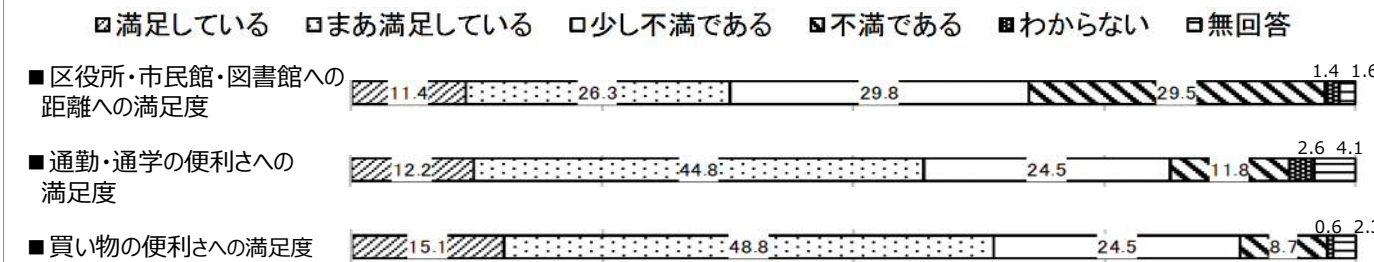 満足している まあ満足している 少し不満である 不満である わからない 無回答
■区役所・市民館・図書館への
距離への満足度
11.4 26.3 29.8 29.5 1.4 1.6
■通勤・通学の便利さへの
満足度
12.2 44.8 24.5 11.8 2.6 4.1
■買い物の便利さへの満足度
15.1 48.8 24.5 8.7 0.6 2.3